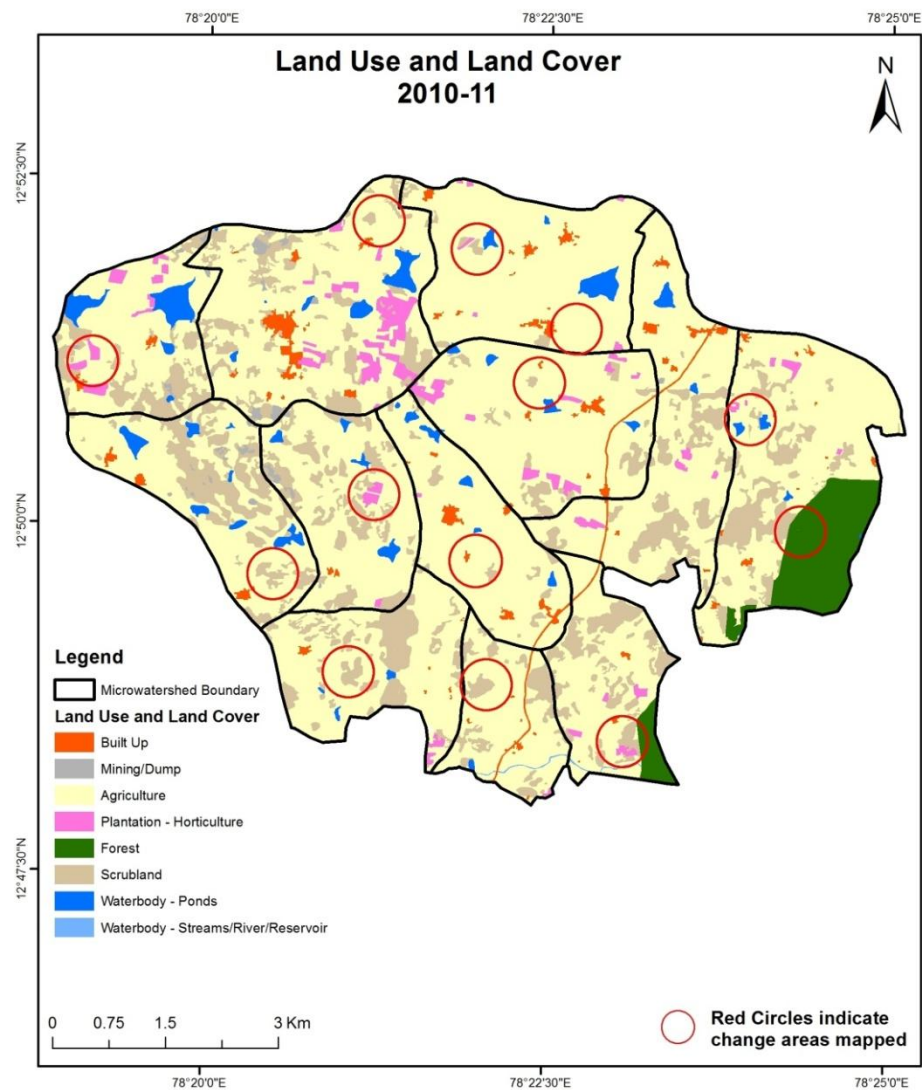 78°20'0"E
78°22'30"E
78°25'0"E
Land Use and Land Cover
2010-11
N
12°52'30"N
12°50'0"N
12°47'30"N
Legend
Microwatershed Boundary
Land Use and Land Cover
Built Up
Mining/Dump
Agriculture
Plantation - Horticulture
Forest
Scrubland
Waterbody - Ponds
Waterbody - Streams/River/Reservoir
0 0.75 1.5 3 Km
Red Circles indicate
change areas mapped
78°20'0"E
78°22'30"E
78°25'0"E